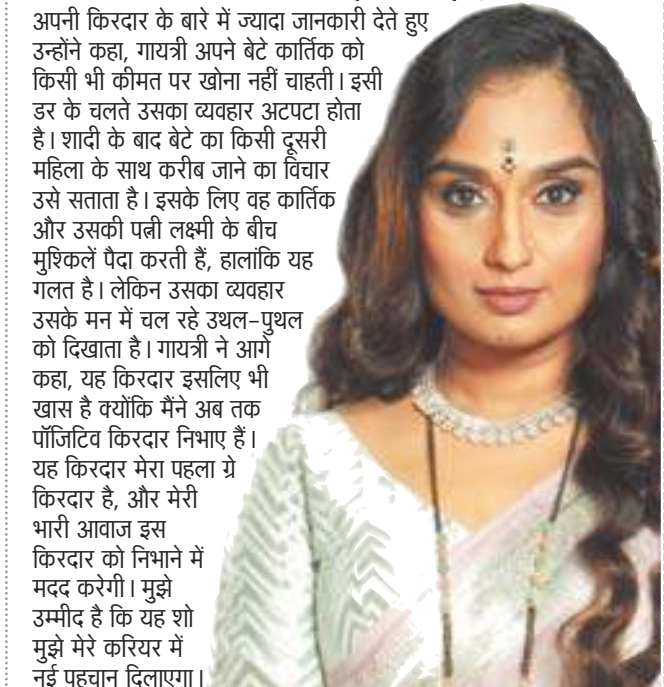 अपनी किरदार के बारे में ज्यादा जानकारी देते हुए
उन्होंने कहा, गायत्री अपने बेटे कार्तिक को
किसी भी कीमत पर खोना नहीं चाहती। इसी
डर के चलते उसका व्यवहार अटपटा होता
है। शादी के बाद बेटे का किसी दूसरी
महिला के साथ करीब जाने का विचार
उसे सताता है। इसके लिए वह कार्तिक
और उसकी पत्नी लक्ष्मी के बीच
मुश्किलें पैदा करती हैं, हालांकि यह
गलत है। लेकिन उसका व्यवहार
उसके मन में चल रहे उथल-पुथल
को दिखाता है। गायत्री ने आगे
कहा, यह किरदार इसलिए भी
खास है क्योंकि मैंने अब तक
पॉजिटिव किरदार निभाए हैं।
यह किरदार मेरा पहला ग्रे
किरदार है, और मेरी
भारी आवाज इस
किरदार को निभाने में
मदद करेगी। मुझे
उम्मीद है कि यह शो
मुझे मेरे करियर में
नई पहचान दिलाएगा।